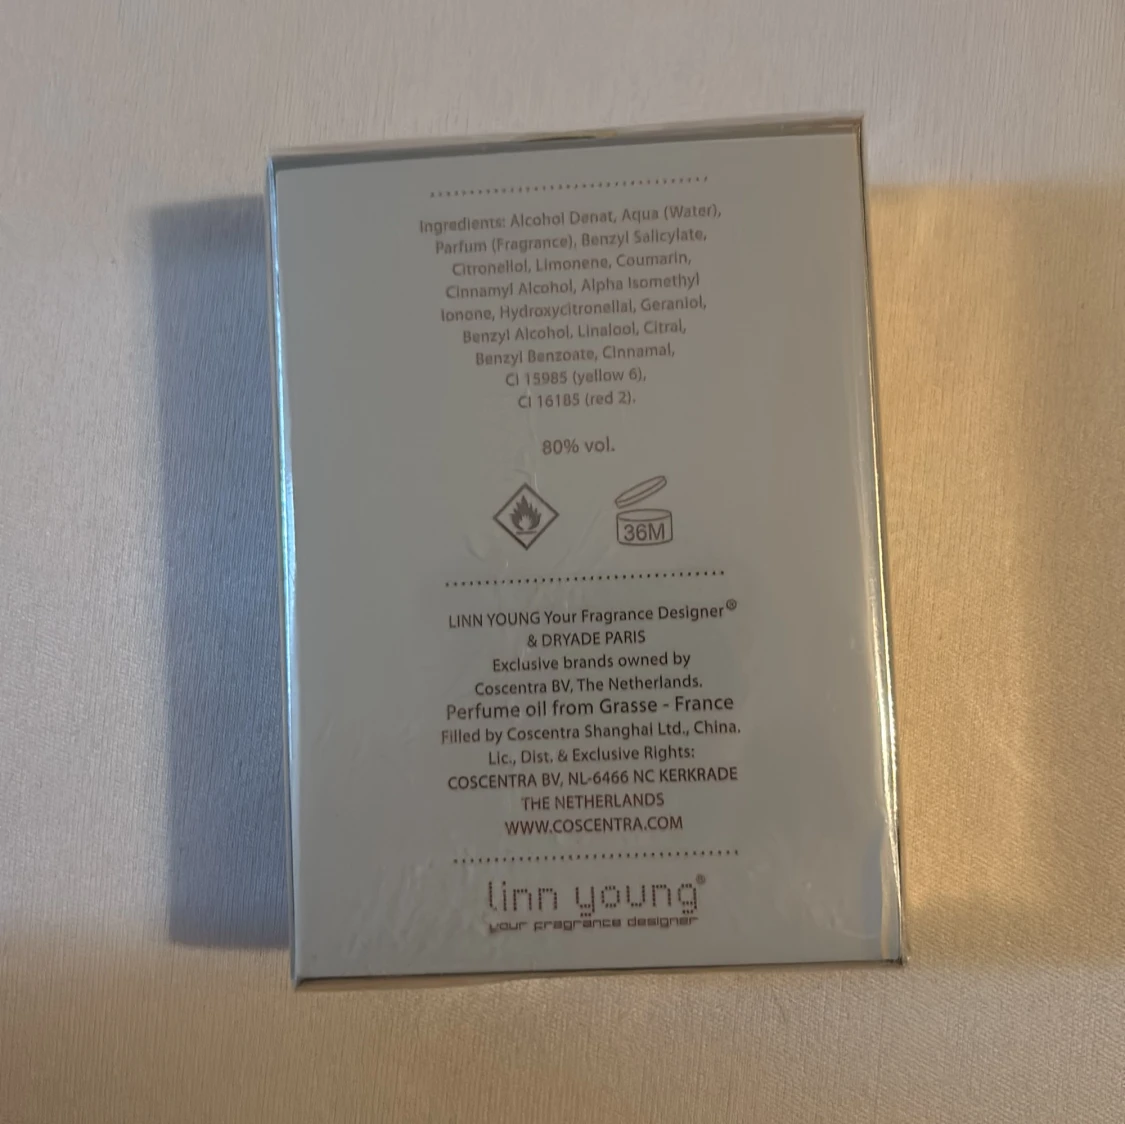 Ingredients: Alcohol Denat, Aqua (Water),
Parfum (Fragrance), Benzyl Salicylate,
Citronellol, Limonene, Coumarin,
Cinnamyl Alcohol, Alpha Isomethyl
Ionone, Hydroxycitronellal, Geraniol,
Benzyl Alcohol, Linalool, Citral,
Benzyl Benzoate, Cinnamal,
CI 15985 (yellow 6),
CI 16185 (red 2).
80% vol.
36M
LINN YOUNG Your Fragrance Designer®
& DRYADE PARIS
Exclusive brands owned by
Coscentra BV, The Netherlands.
Perfume oil from Grasse - France
Filled by Coscentra Shanghai Ltd., China.
Lic., Dist. & Exclusive Rights:
COSCENTRA BV, NL-6466 NC KERKRADE
THE NETHERLANDS
WWW.COSCENTRA.COM
linn young®
your fragrance designer